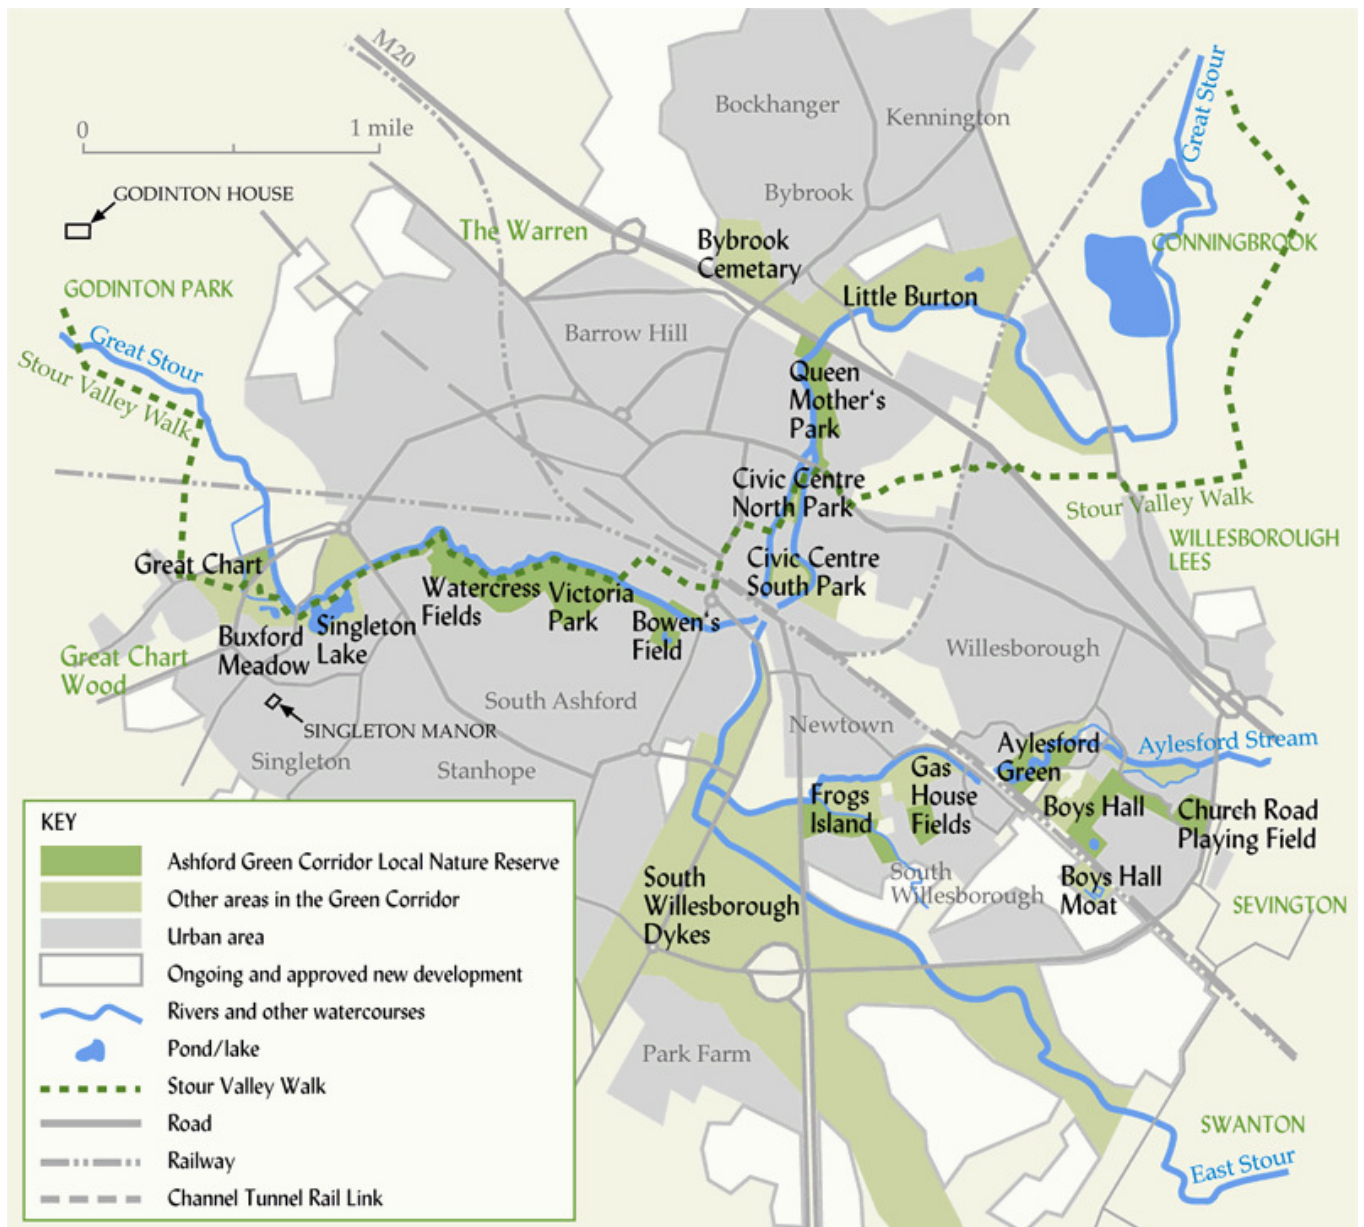 M20
Bockhanger
Kennington
Great Stour
0
1 mile
GODINTON HOUSE
Bybrook
The Warren
Bybrook
Cemetary
CONNINGBROOK
GODINTON PARK
Little Burton
Great Stour
Barrow Hill
Stour Valley Walk
Queen
Mother's
Park
Civic Centre
North Park
Stour Valley Walk
WILLESBOROUGH
LEES
Great Chart
Civic Centre
South Park
Watercress
Fields
Victoria
Park
Bowen's
Field
Buxford
Meadow
Singleton
Lake
Great Chart
Wood
Willesborough
South Ashford
SINGLETON MANOR
Newtown
Singleton
Stanhope
Aylesford
Green
Aylesford Stream
Gas
House
Fields
Frogs
Island
Boys Hall
Church Road
Playing Field
South
Willesborough
Boys Hall
Moat
South
Willesborough
Dykes
SEVINGTON
Park Farm
SWANTON
East Stour
KEY
Ashford Green Corridor Local Nature Reserve
Other areas in the Green Corridor
Urban area
Ongoing and approved new development
Rivers and other watercourses
Pond/lake
Stour Valley Walk
Road
Railway
Channel Tunnel Rail Link